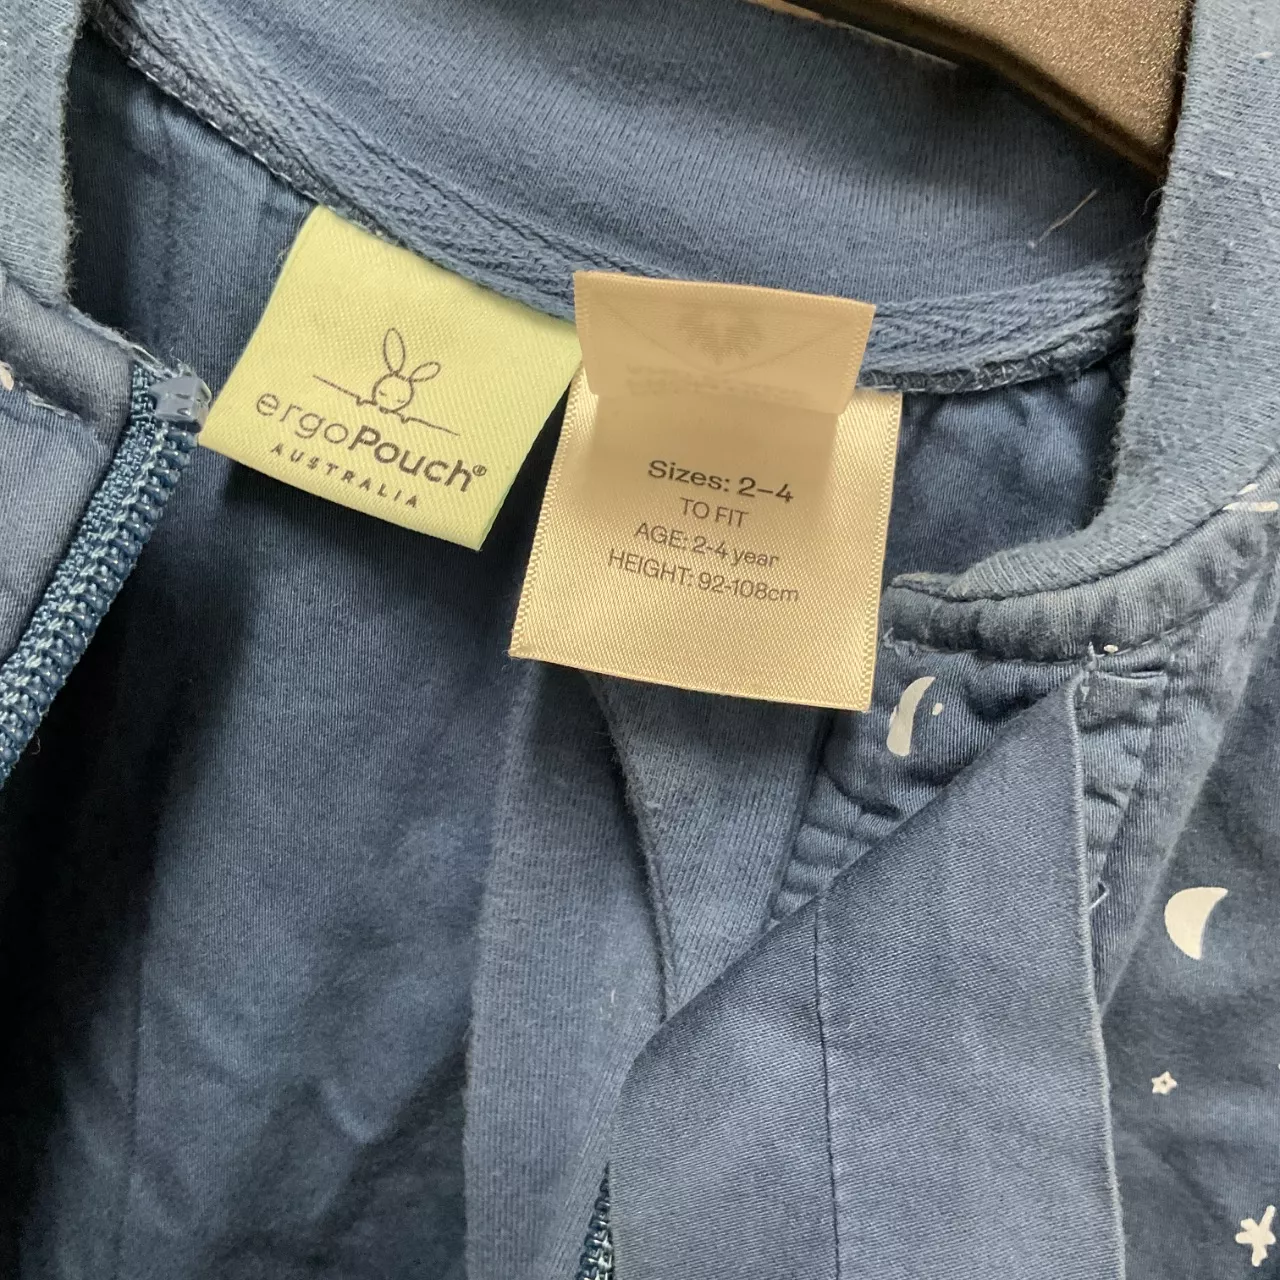 ergoPouch®
AUSTRALIA
Sizes: 2–4
TO FIT
AGE: 2-4 year
HEIGHT: 92-108cm